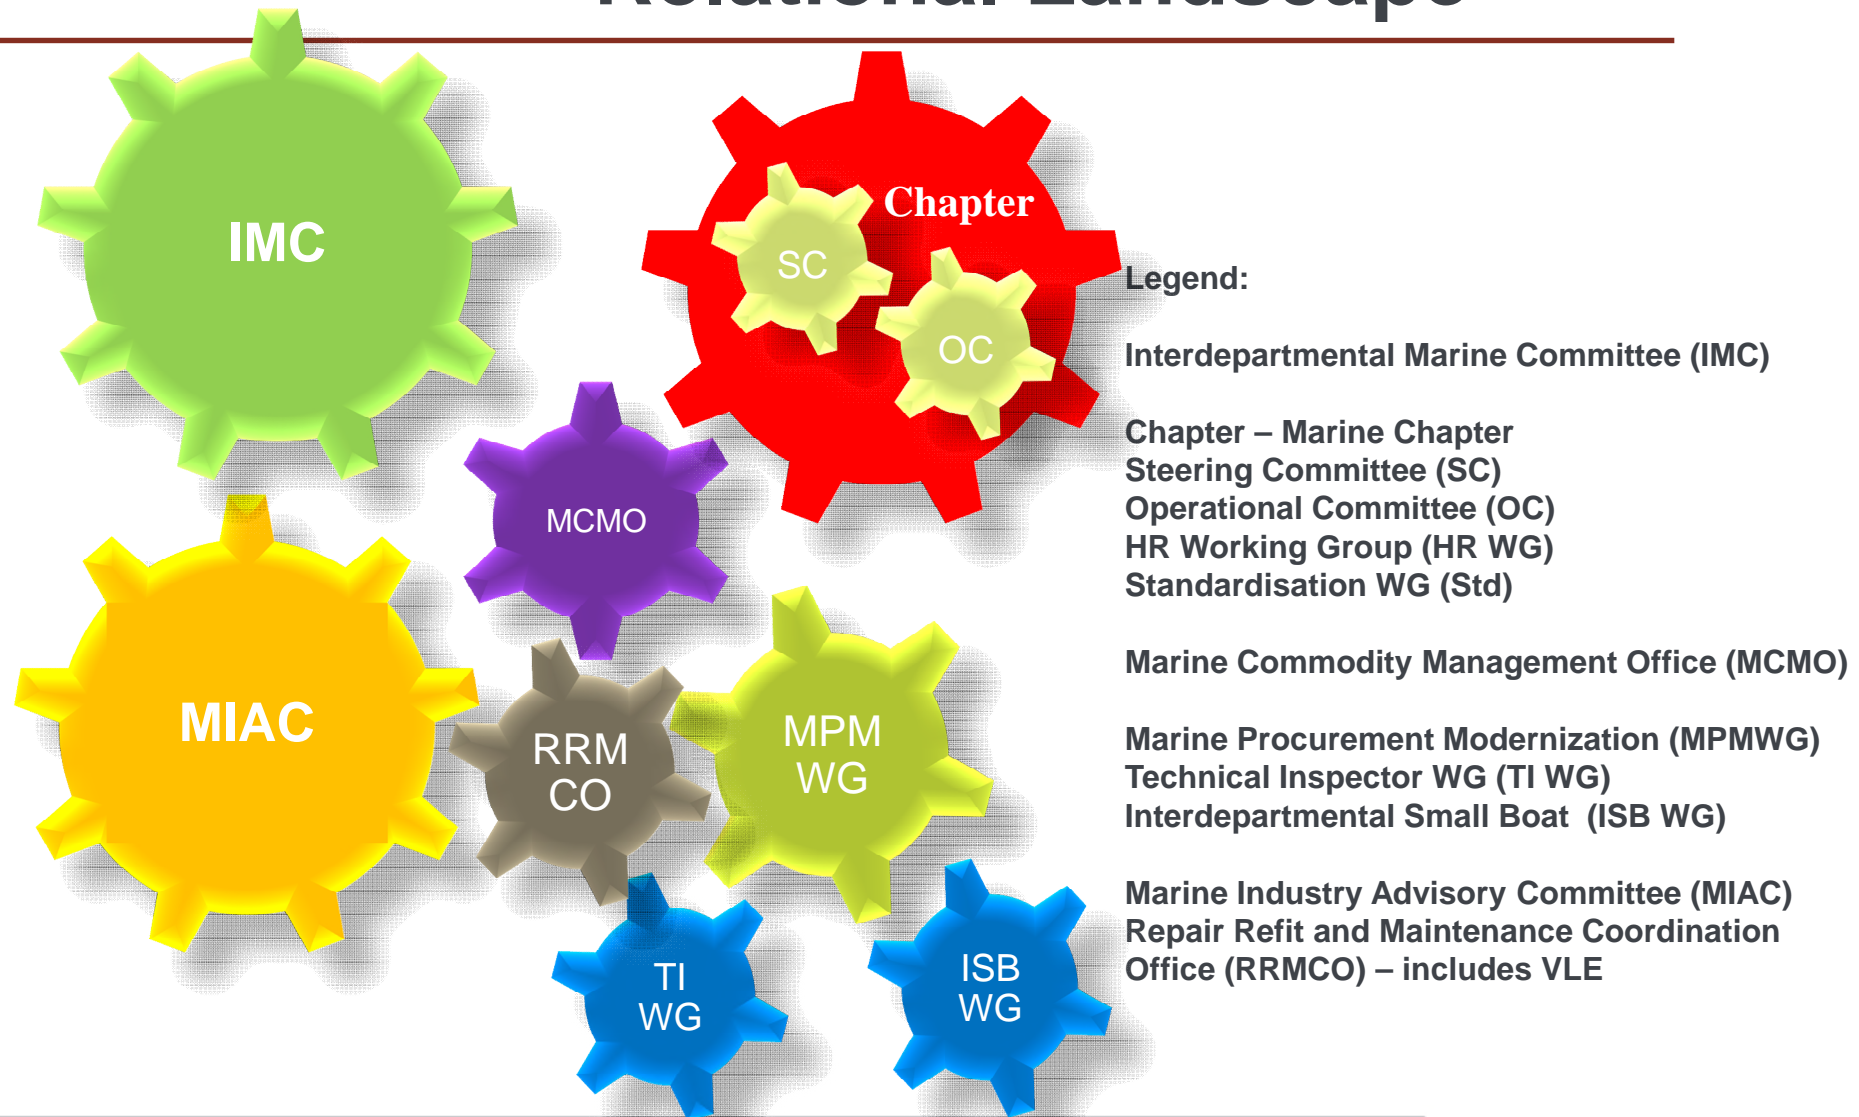 Relational Landscape
IMC
Chapter
SC
OC
MCMO
MIAC
RRM
CO
MPM
WG
TI
WG
ISB
WG
Legend:
Interdepartmental Marine Committee (IMC)
Chapter – Marine Chapter
Steering Committee (SC)
Operational Committee (OC)
HR Working Group (HR WG)
Standardisation WG (Std)
Marine Commodity Management Office (MCMO)
Marine Procurement Modernization (MPMWG)
Technical Inspector WG (TI WG)
Interdepartmental Small Boat (ISB WG)
Marine Industry Advisory Committee (MIAC)
Repair Refit and Maintenance Coordination
Office (RRMCO) – includes VLE